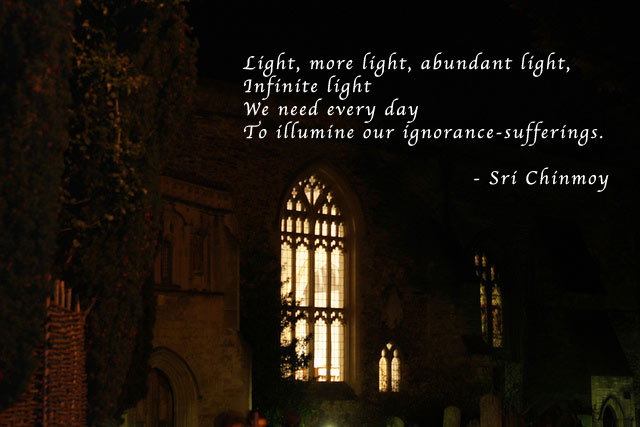 Light, more light, abundant light,
Infinite light
We need every day
To illumine our ignorance-sufferings.
- Sri Chinmoy